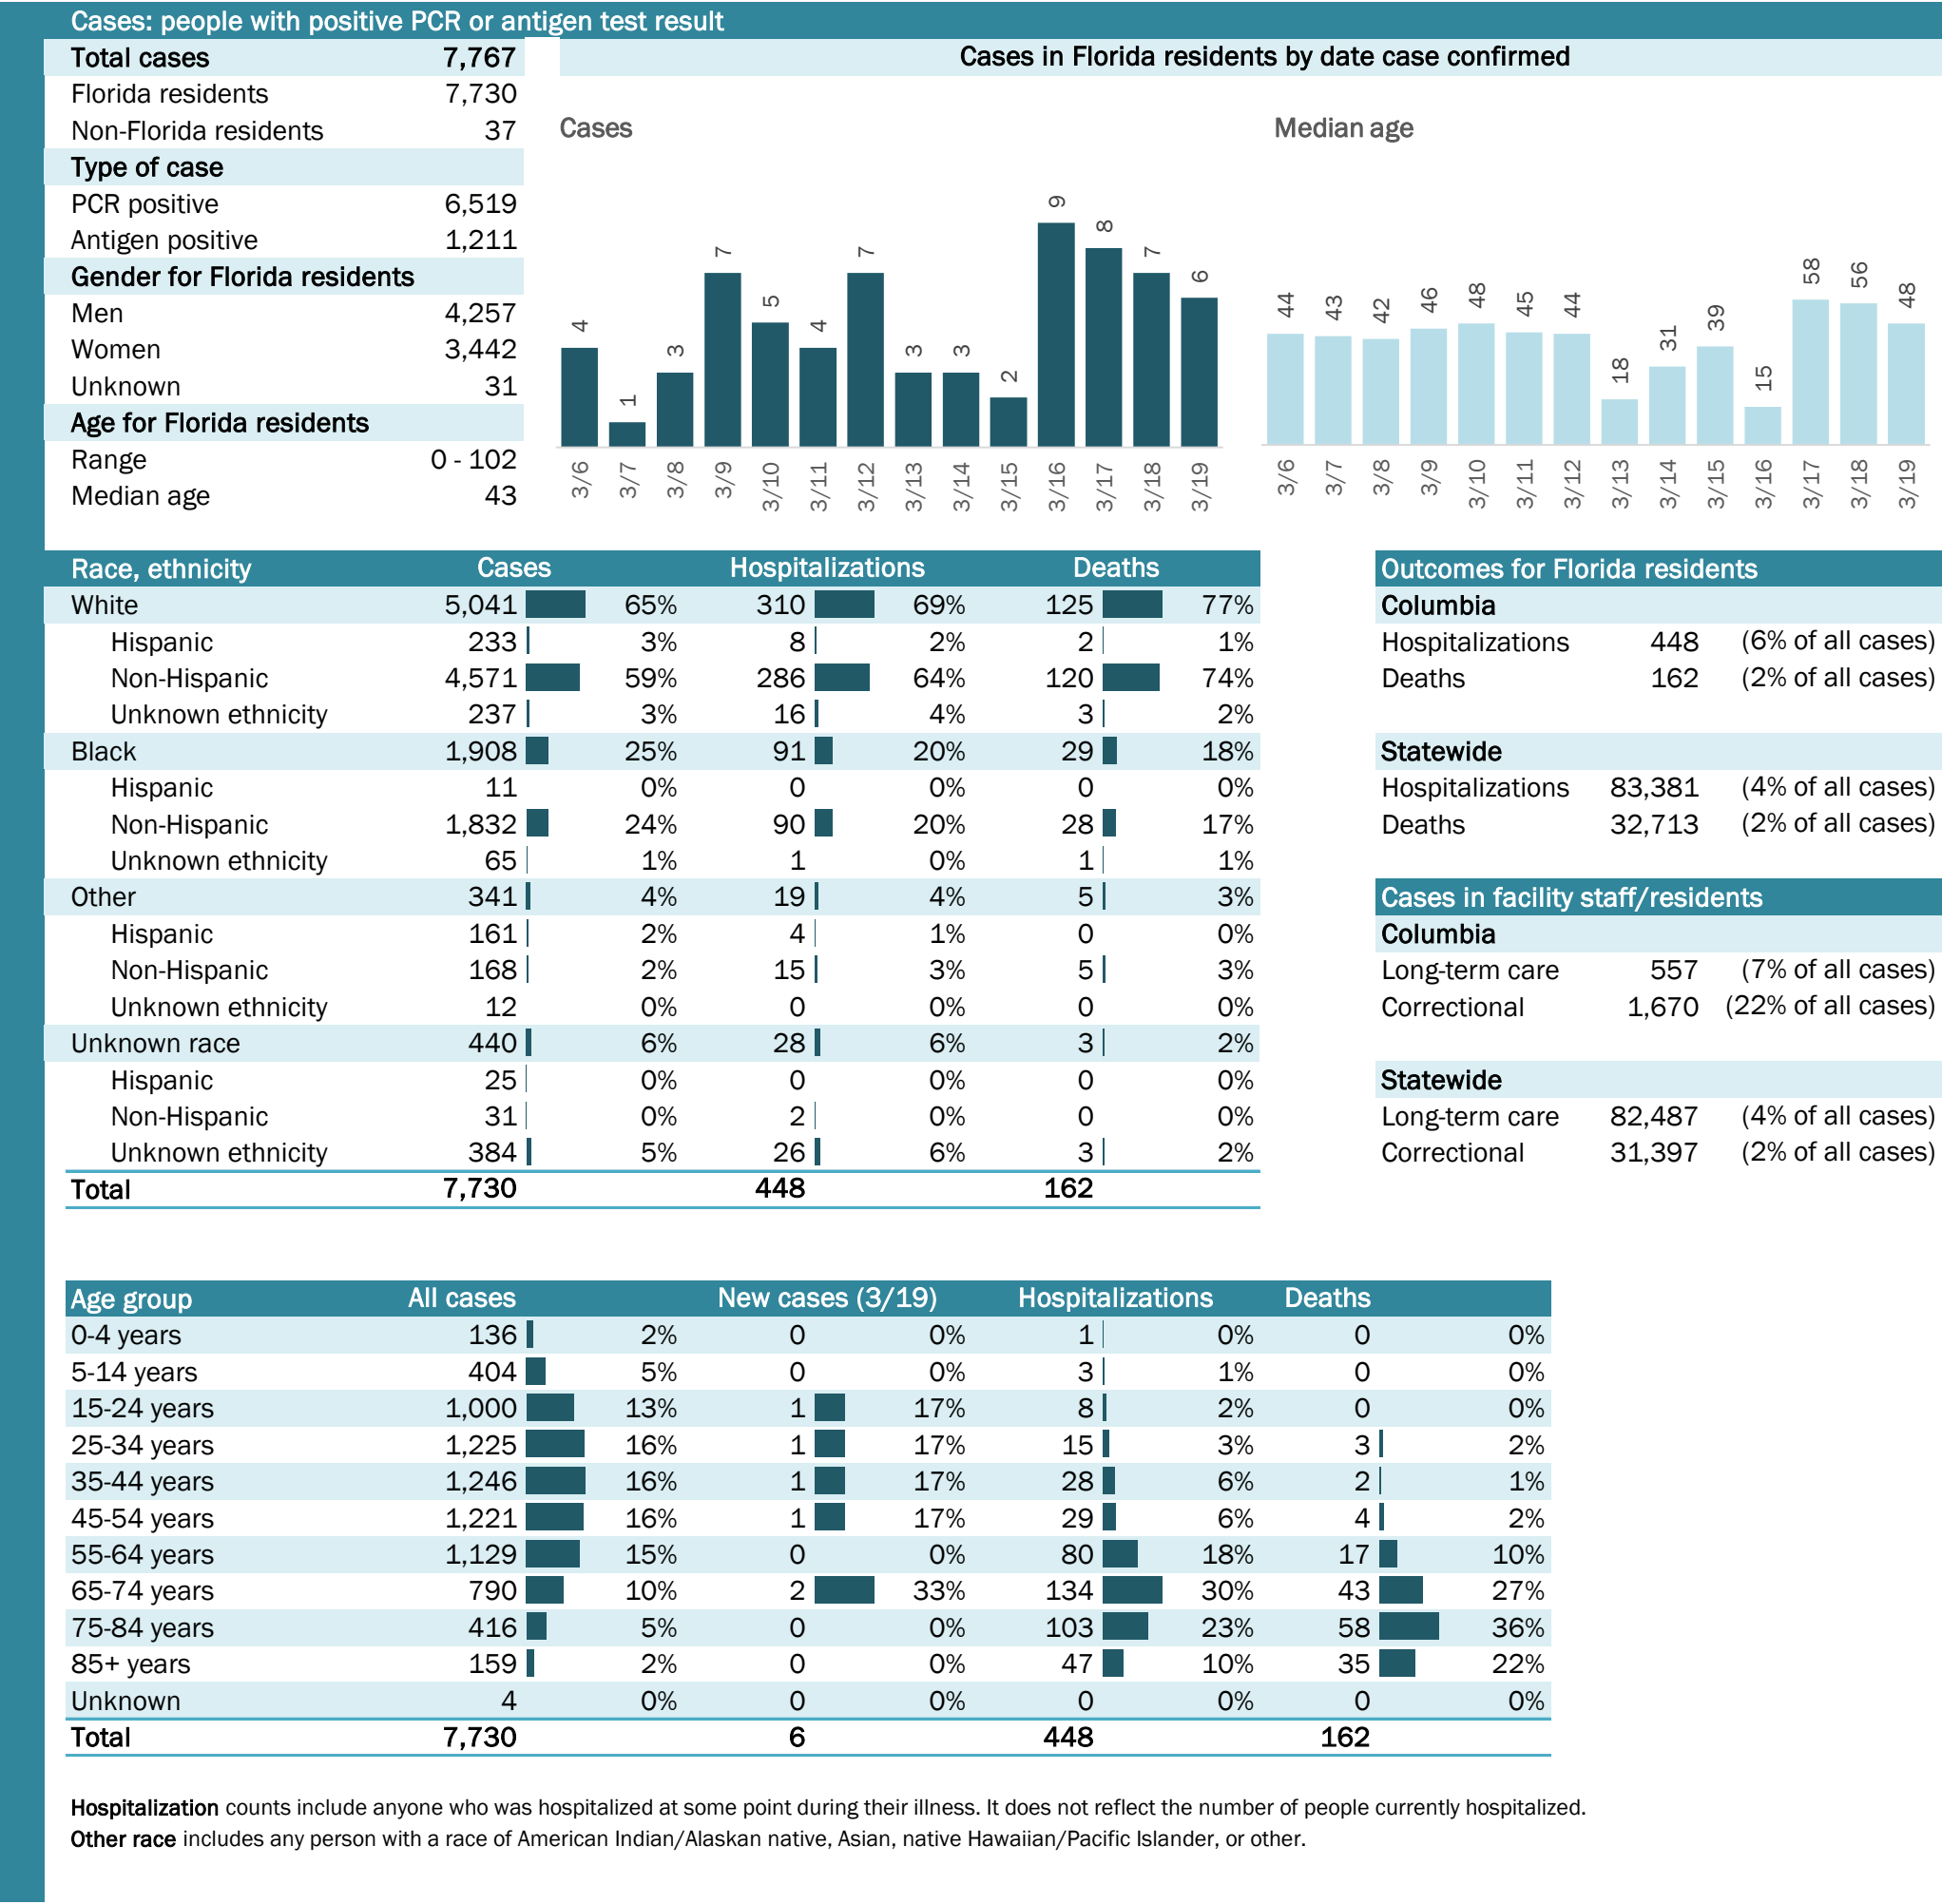 Cases: people with positive PCR or antigen test result
Total cases 7,767
Florida residents 7,730
Non-Florida residents 37
Type of case
PCR positive 6,519
Antigen positive 1,211
Gender for Florida residents
Men 4,257
Women 3,442
Unknown 31
Age for Florida residents
Range 0 - 102
Median age 43
Cases in Florida residents by date case confirmed
Cases
4 1 3 7 5 4 7 3 3 2 9 8 7 6
3/6 3/7 3/8 3/9 3/10 3/11 3/12 3/13 3/14 3/15 3/16 3/17 3/18 3/19
Median age
44 43 42 46 48 45 44 18 31 39 15 58 56 48
3/6 3/7 3/8 3/9 3/10 3/11 3/12 3/13 3/14 3/15 3/16 3/17 3/18 3/19
Race, ethnicity Cases Hospitalizations Deaths
White 5,041 65% 310 69% 125 77%
Hispanic 233 3% 8 2% 2 1%
Non-Hispanic 4,571 59% 286 64% 120 74%
Unknown ethnicity 237 3% 16 4% 3 2%
Black 1,908 25% 91 20% 29 18%
Hispanic 11 0% 0 0% 0 0%
Non-Hispanic 1,832 24% 90 20% 28 17%
Unknown ethnicity 65 1% 1 0% 1 1%
Other 341 4% 19 4% 5 3%
Hispanic 161 2% 4 1% 0 0%
Non-Hispanic 168 2% 15 3% 5 3%
Unknown ethnicity 12 0% 0 0% 0 0%
Unknown race 440 6% 28 6% 3 2%
Hispanic 25 0% 0 0% 0 0%
Non-Hispanic 31 0% 2 0% 0 0%
Unknown ethnicity 384 5% 26 6% 3 2%
Total 7,730 448 162
Outcomes for Florida residents
Columbia
Hospitalizations 448 (6% of all cases)
Deaths 162 (2% of all cases)
Statewide
Hospitalizations 83,381 (4% of all cases)
Deaths 32,713 (2% of all cases)
Cases in facility staff/residents
Columbia
Long-term care 557 (7% of all cases)
Correctional 1,670 (22% of all cases)
Statewide
Long-term care 82,487 (4% of all cases)
Correctional 31,397 (2% of all cases)
Age group All cases New cases (3/19) Hospitalizations Deaths
0-4 years 136 2% 0 0% 1 0% 0 0%
5-14 years 404 5% 0 0% 3 1% 0 0%
15-24 years 1,000 13% 1 17% 8 2% 0 0%
25-34 years 1,225 16% 1 17% 15 3% 3 2%
35-44 years 1,246 16% 1 17% 28 6% 2 1%
45-54 years 1,221 16% 1 17% 29 6% 4 2%
55-64 years 1,129 15% 0 0% 80 18% 17 10%
65-74 years 790 10% 2 33% 134 30% 43 27%
75-84 years 416 5% 0 0% 103 23% 58 36%
85+ years 159 2% 0 0% 47 10% 35 22%
Unknown 4 0% 0 0% 0 0% 0 0%
Total 7,730 6 448 162
Hospitalization counts include anyone who was hospitalized at some point during their illness. It does not reflect the number of people currently hospitalized.
Other race includes any person with a race of American Indian/Alaskan native, Asian, native Hawaiian/Pacific Islander, or other.